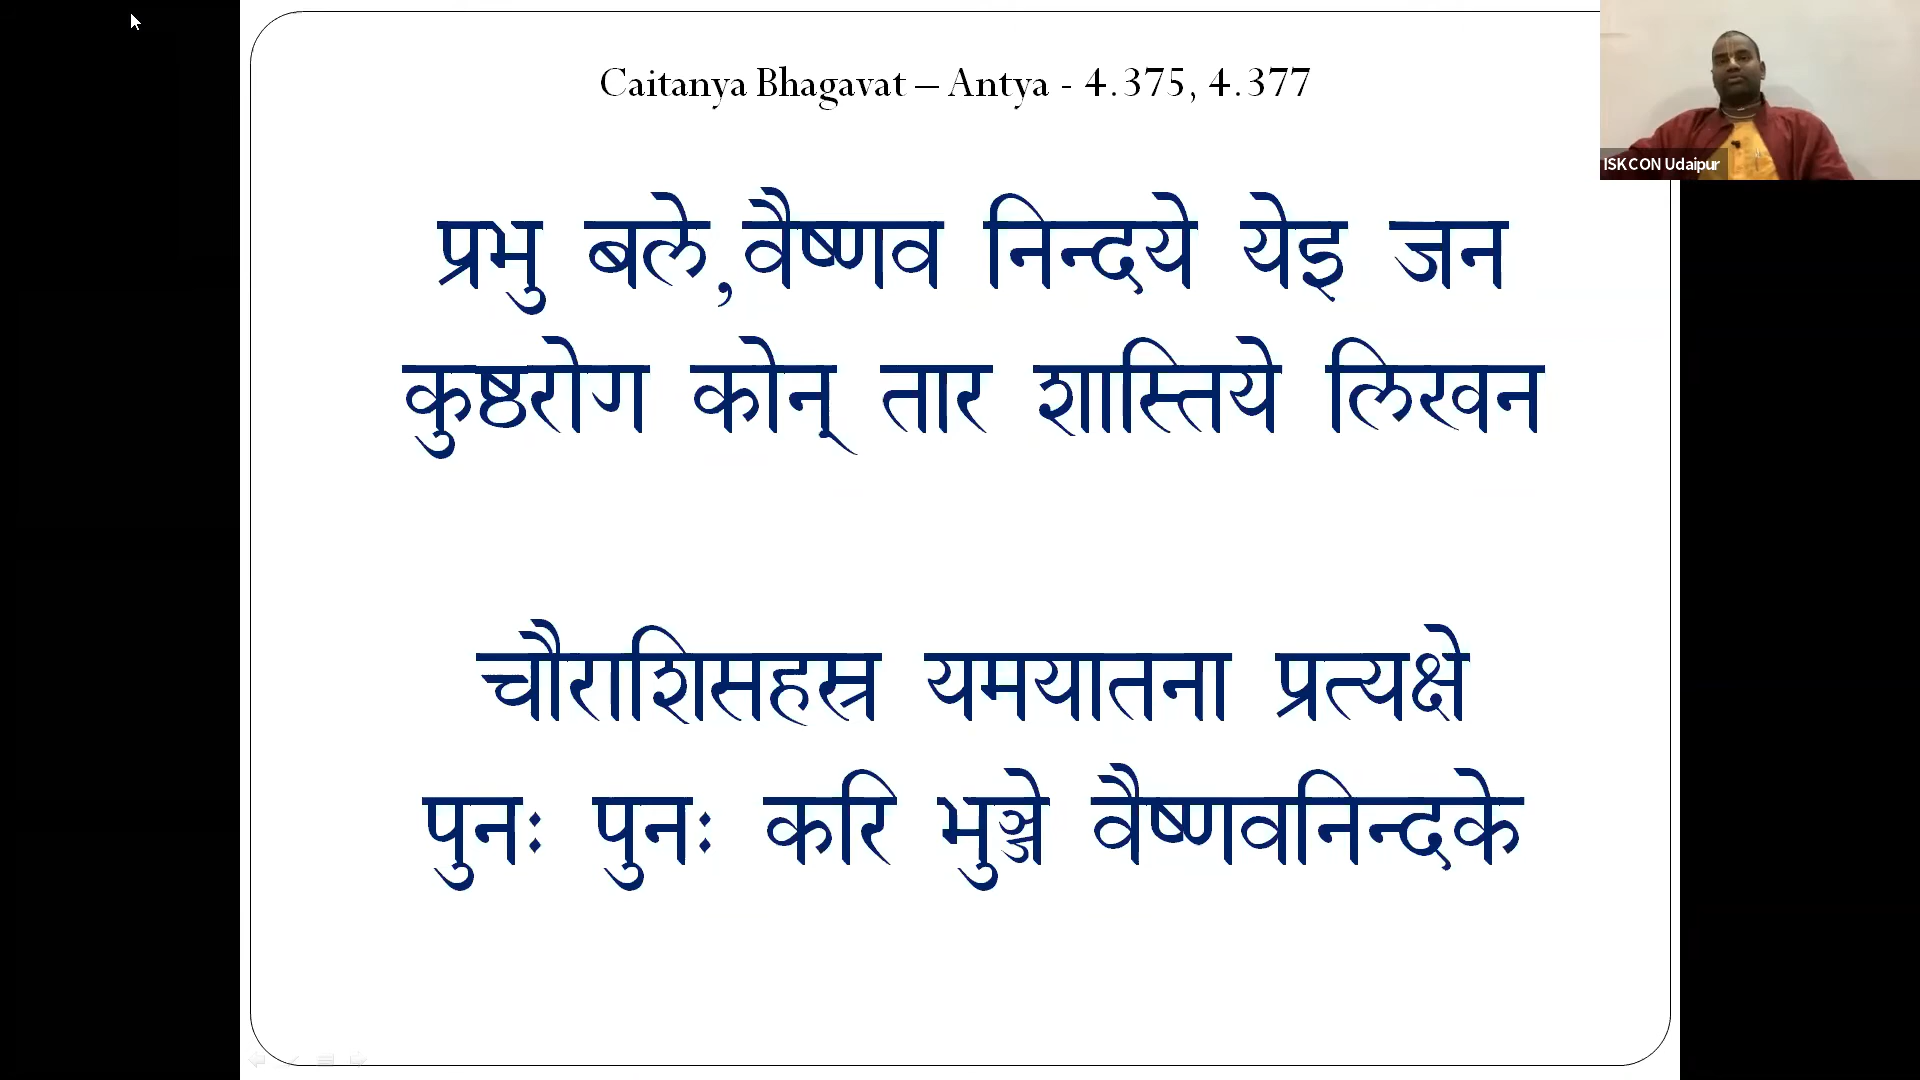 Caitanya Bhagavat – Antya - 4.375, 4.377
ISKCON Udaipur
प्रभु बले, वैष्णव निन्दये येइ जन
कुष्ठरोग कोन् तार शास्तिये लिखन
चौराशिसहस्र यमयातना प्रत्यक्षे
पुनः पुनः करि भुञ्जे वैष्णवनिन्दके